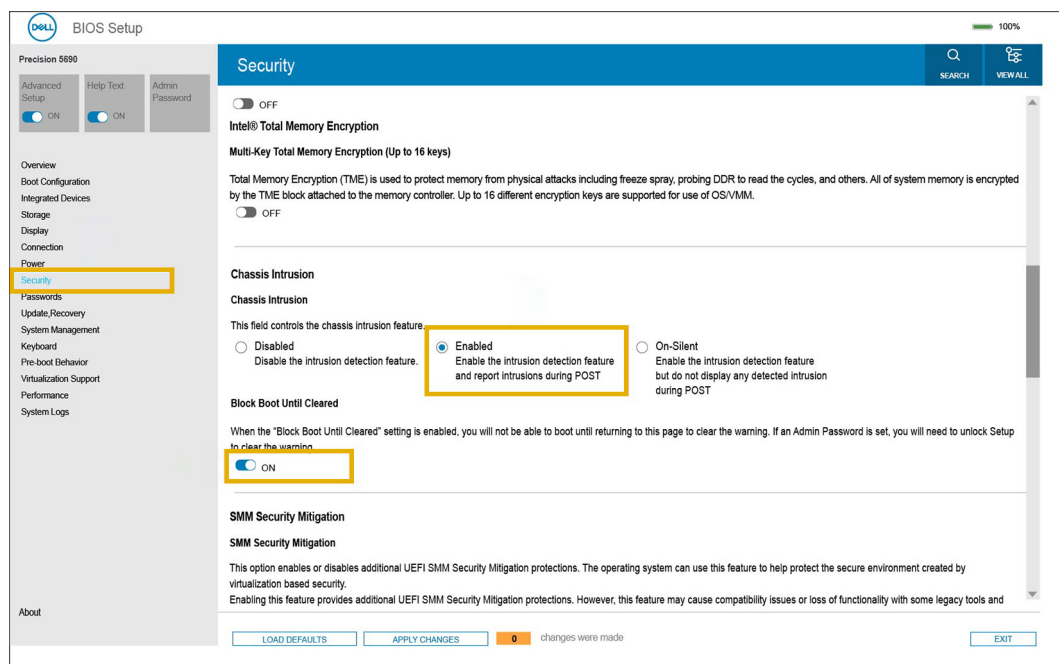 DELL
BIOS Setup
100%
Precision 5690
Advanced
Setup
ON
Help Text
ON
Admin
Password
Overview
Boot Configuration
Integrated Devices
Storage
Display
Connection
Power
Security
Passwords
Update,Recovery
System Management
Keyboard
Pre-boot Behavior
Virtualization Support
Performance
System Logs
About
Security
SEARCH
VIEW ALL
OFF
Intel® Total Memory Encryption
Multi-Key Total Memory Encryption (Up to 16 keys)
Total Memory Encryption (TME) is used to protect memory from physical attacks including freeze spray, probing DDR to read the cycles, and others. All of system memory is encrypted
by the TME block attached to the memory controller. Up to 16 different encryption keys are supported for use of OS/VMM.
OFF
Chassis Intrusion
Chassis Intrusion
This field controls the chassis intrusion feature.
Disabled
Disable the intrusion detection feature.
Enabled
Enable the intrusion detection feature
and report intrusions during POST
On-Silent
Enable the intrusion detection feature
but do not display any detected intrusion
during POST
Block Boot Until Cleared
When the “Block Boot Until Cleared” setting is enabled, you will not be able to boot until returning to this page to clear the warning. If an Admin Password is set, you will need to unlock Setup
to clear the warning.
ON
SMM Security Mitigation
SMM Security Mitigation
This option enables or disables additional UEFI SMM Security Mitigation protections. The operating system can use this feature to help protect the secure environment created by
virtualization based security.
Enabling this feature provides additional UEFI SMM Security Mitigation protections. However, this feature may cause compatibility issues or loss of functionality with some legacy tools and
LOAD DEFAULTS
APPLY CHANGES
0
changes were made
EXIT